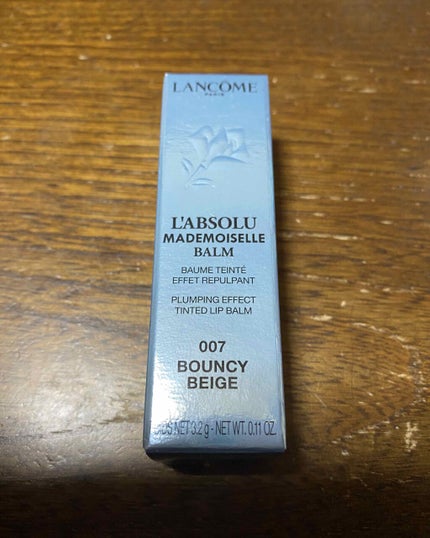 LANCÔME
PARIS
L'ABSOLU
MADEMOISELLE
BALM
BAUME TEINTÉ
EFFET REPULPANT
PLUMPING EFFECT
TINTED LIP BALM
007
BOUNCY
BEIGE
NET 3.2 g - NET WT. 0.11 OZ.